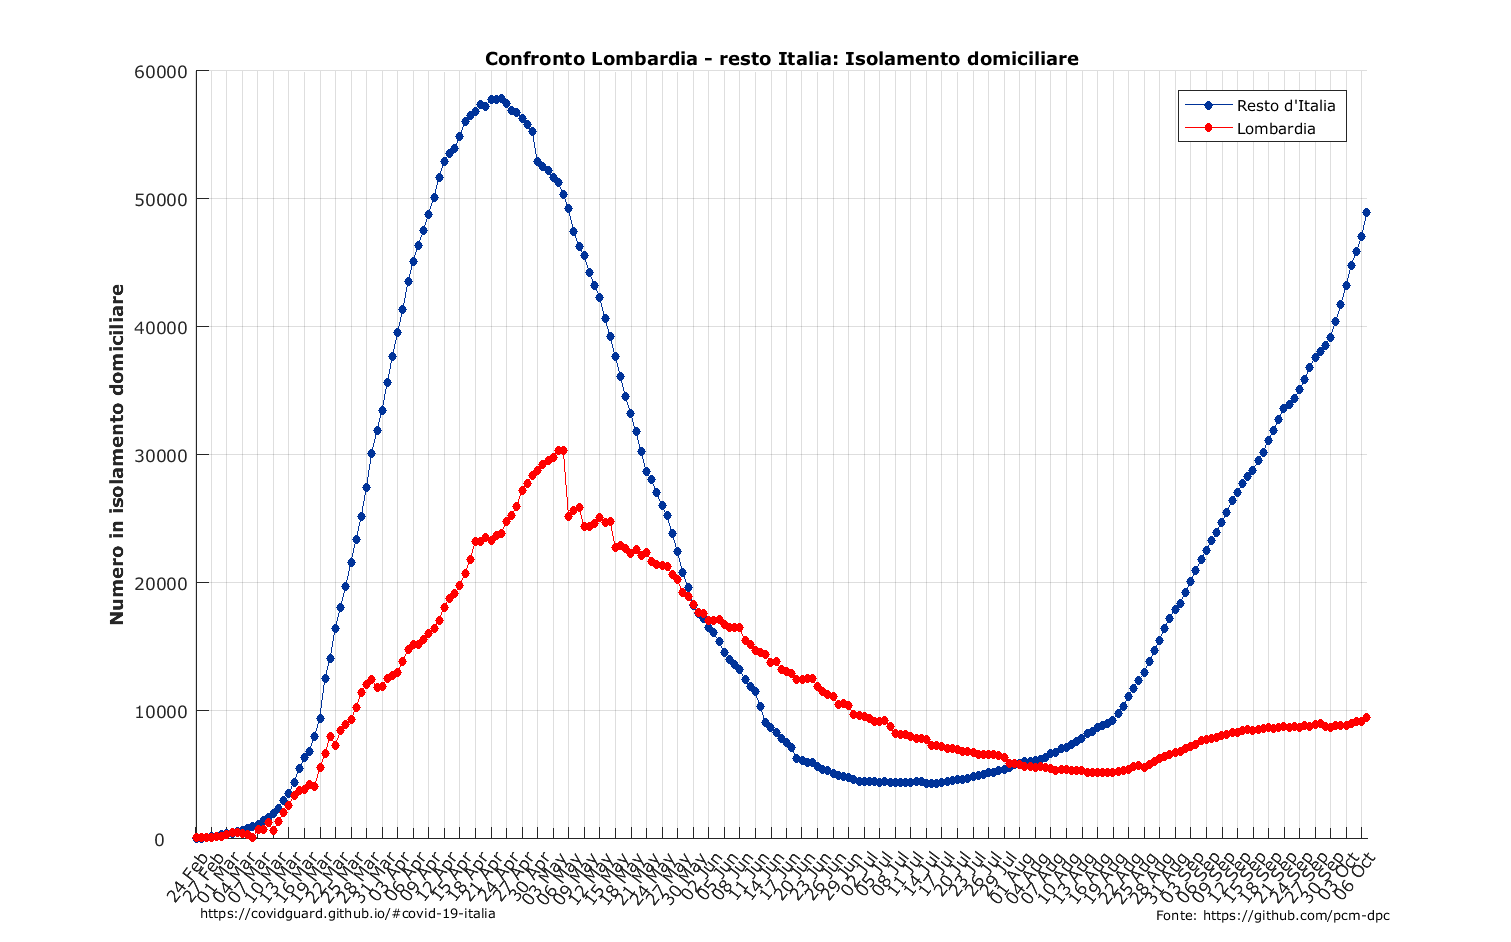 Confronto Lombardia - resto Italia: Isolamento domiciliare
Numero in isolamento domiciliare
60000
50000
40000
30000
20000
10000
0
Resto d'Italia
Lombardia
24 Feb
27 Feb
01 Mar
04 Mar
07 Mar
10 Mar
13 Mar
16 Mar
19 Mar
22 Mar
25 Mar
28 Mar
31 Mar
03 Apr
06 Apr
09 Apr
12 Apr
15 Apr
18 Apr
21 Apr
24 Apr
27 Apr
30 Apr
03 May
06 May
09 May
12 May
15 May
18 May
21 May
24 May
27 May
30 May
02 Jun
05 Jun
08 Jun
11 Jun
14 Jun
17 Jun
20 Jun
23 Jun
26 Jun
29 Jun
02 Jul
05 Jul
08 Jul
11 Jul
14 Jul
17 Jul
20 Jul
23 Jul
26 Jul
29 Jul
01 Aug
04 Aug
07 Aug
10 Aug
13 Aug
16 Aug
19 Aug
22 Aug
25 Aug
28 Aug
31 Aug
03 Sep
06 Sep
09 Sep
12 Sep
15 Sep
18 Sep
21 Sep
24 Sep
27 Sep
30 Sep
03 Oct
06 Oct
https://covidguard.github.io/#covid-19-italia
Fonte: https://github.com/pcm-dpc